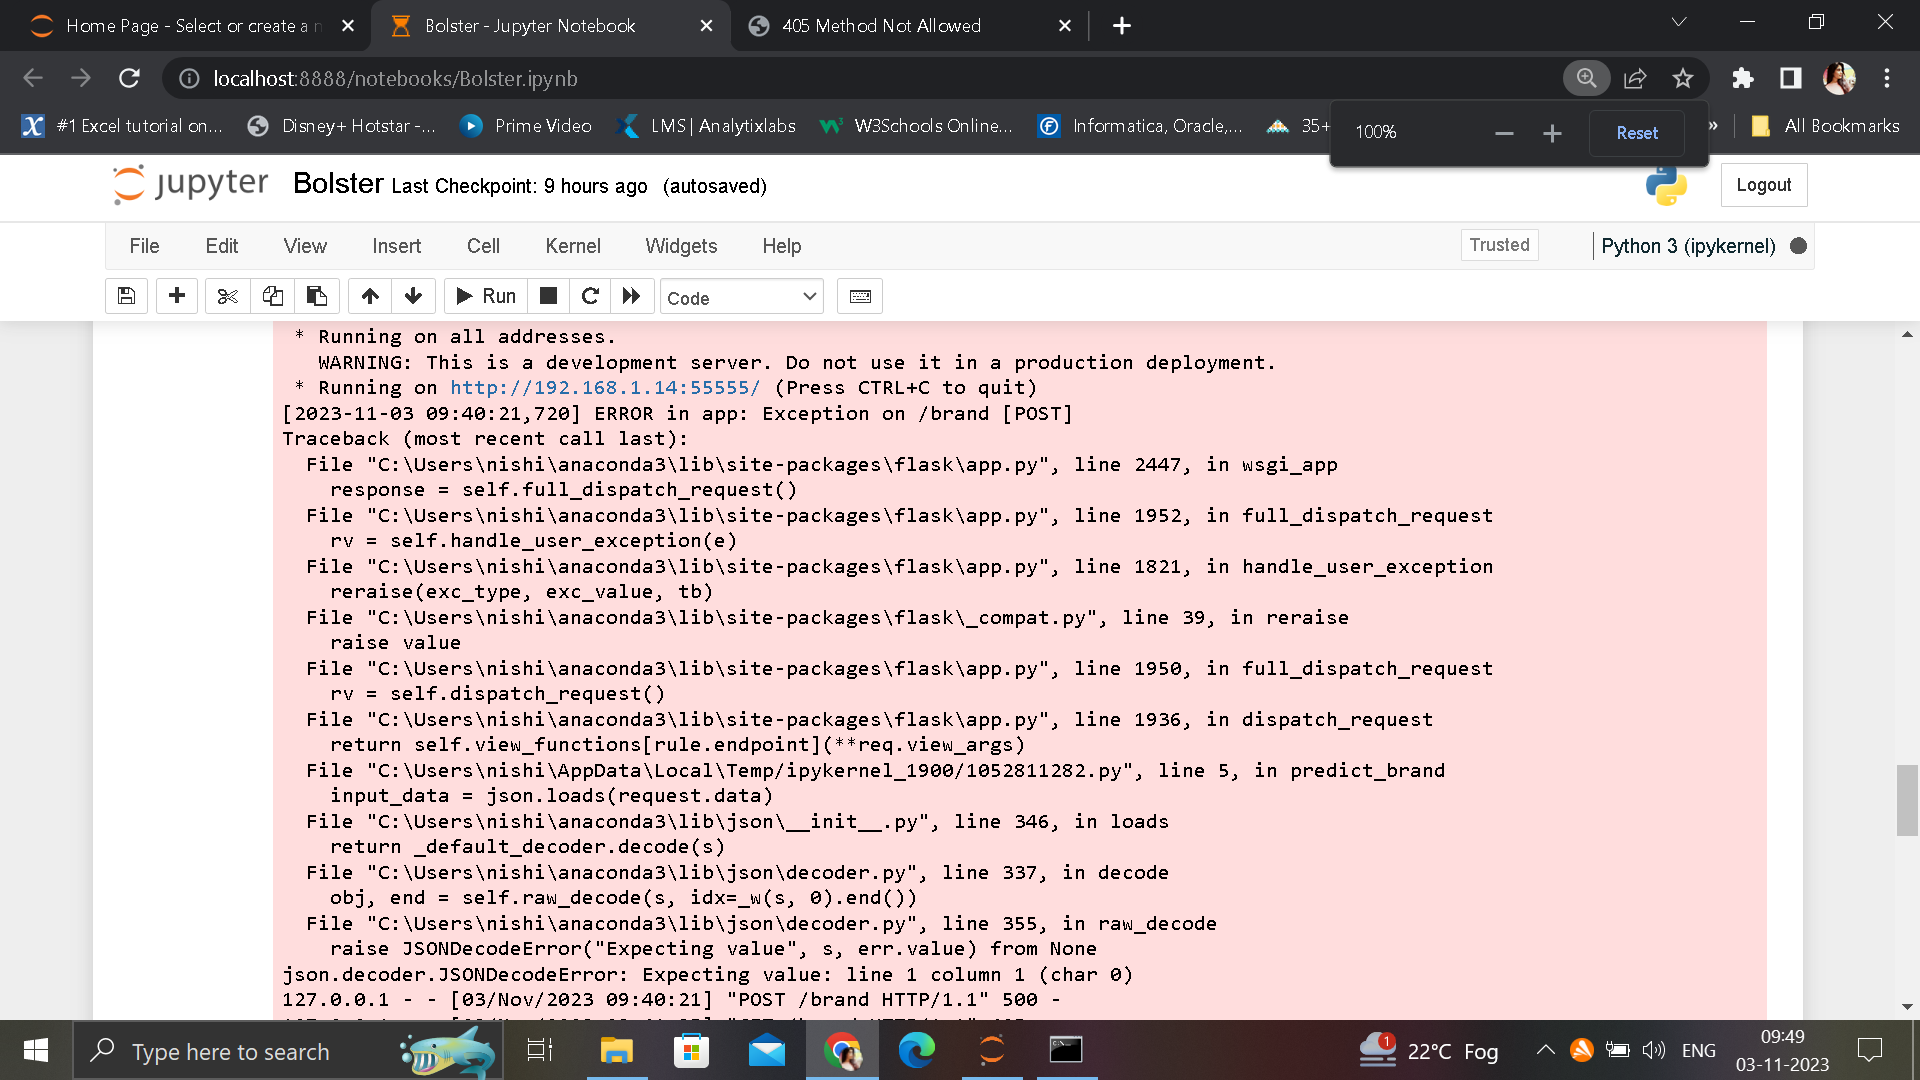 Home Page - Select or create a n
Bolster - Jupyter Notebook
405 Method Not Allowed
localhost:8888/notebooks/Bolster.ipynb
#1 Excel tutorial on...
Disney+ Hotstar -...
Prime Video
LMS | Analytixlabs
W3Schools Online...
Informatica, Oracle,...
35+
»
All Bookmarks
100%
Reset
jupyter
Bolster Last Checkpoint: 9 hours ago (autosaved)
Logout
File Edit View Insert Cell Kernel Widgets Help
Trusted
Python 3 (ipykernel)
Run
Code
* Running on all addresses.
WARNING: This is a development server. Do not use it in a production deployment.
* Running on http://192.168.1.14:55555/ (Press CTRL+C to quit)
[2023-11-03 09:40:21,720] ERROR in app: Exception on /brand [POST]
Traceback (most recent call last):
File "C:\Users\nishi\anaconda3\lib\site-packages\flask\app.py", line 2447, in wsgi_app
response = self.full_dispatch_request()
File "C:\Users\nishi\anaconda3\lib\site-packages\flask\app.py", line 1952, in full_dispatch_request
rv = self.handle_user_exception(e)
File "C:\Users\nishi\anaconda3\lib\site-packages\flask\app.py", line 1821, in handle_user_exception
reraise(exc_type, exc_value, tb)
File "C:\Users\nishi\anaconda3\lib\site-packages\flask\_compat.py", line 39, in reraise
raise value
File "C:\Users\nishi\anaconda3\lib\site-packages\flask\app.py", line 1950, in full_dispatch_request
rv = self.dispatch_request()
File "C:\Users\nishi\anaconda3\lib\site-packages\flask\app.py", line 1936, in dispatch_request
return self.view_functions[rule.endpoint](**req.view_args)
File "C:\Users\nishi\AppData\Local\Temp/ipykernel_1900/1052811282.py", line 5, in predict_brand
input_data = json.loads(request.data)
File "C:\Users\nishi\anaconda3\lib\json\__init__.py", line 346, in loads
return _default_decoder.decode(s)
File "C:\Users\nishi\anaconda3\lib\json\decoder.py", line 337, in decode
obj, end = self.raw_decode(s, idx=_w(s, 0).end())
File "C:\Users\nishi\anaconda3\lib\json\decoder.py", line 355, in raw_decode
raise JSONDecodeError("Expecting value", s, err.value) from None
json.decoder.JSONDecodeError: Expecting value: line 1 column 1 (char 0)
127.0.0.1 - - [03/Nov/2023 09:40:21] "POST /brand HTTP/1.1" 500 -
Type here to search
1
22°C Fog
ENG
09:49
03-11-2023